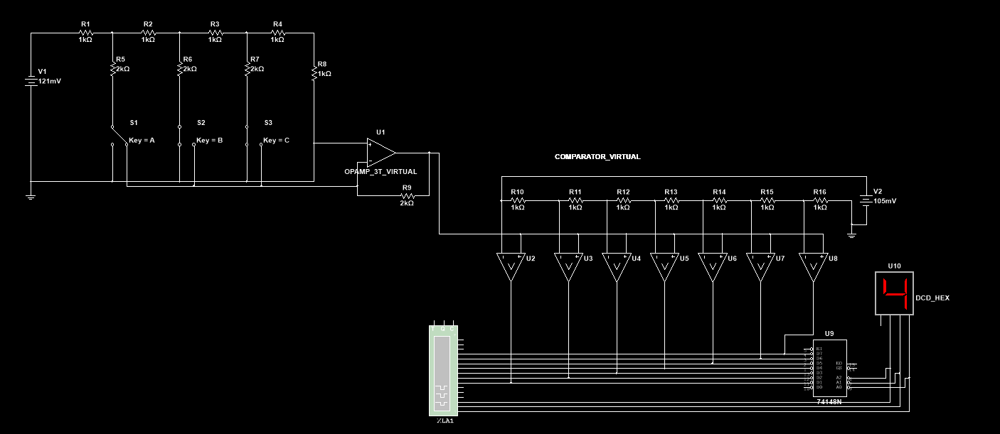 R1
1kΩ
R2
1kΩ
R3
1kΩ
R4
1kΩ
R5
2kΩ
R6
2kΩ
R7
2kΩ
R8
1kΩ
V1
121mV
S1
Key = A
S2
Key = B
S3
Key = C
U1
+
-
OPAMP_3T_VIRTUAL
R9
2kΩ
COMPARATOR_VIRTUAL
R10
1kΩ
R11
1kΩ
R12
1kΩ
R13
1kΩ
R14
1kΩ
R15
1kΩ
R16
1kΩ
V2
105mV
U2
U3
U4
U5
U6
U7
U8
U10
4
DCD_HEX
T Q C
XLA1
U9
EI
D7
D6
D5
D4
D3
D2
D1
D0
EO
GS
A2
A1
A0
74148N